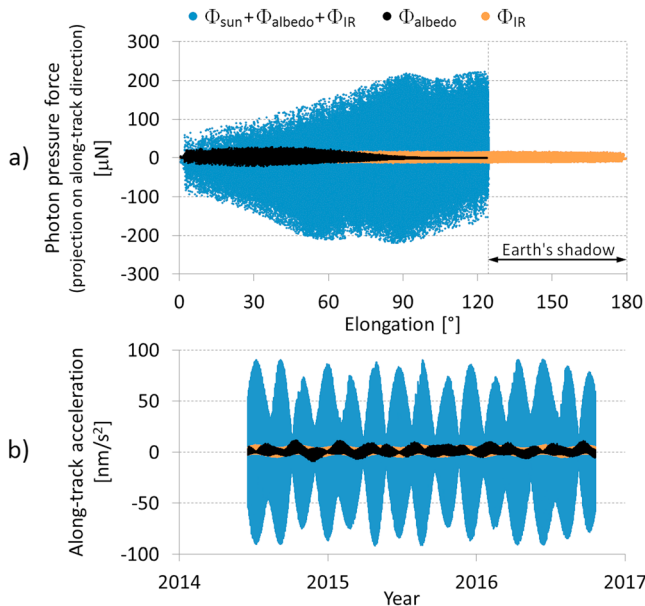 Φsun+Φalbedo+ΦIR Φalbedo ΦIR
a)
Photon pressure force
(projection on along-track direction)
[µN]
300
200
100
0
-100
-200
-300
Earth's shadow
0 30 60 90 120 150 180
Elongation [°]
b)
Along-track acceleration
[nm/s²]
100
50
0
-50
-100
2014 2015 2016 2017
Year